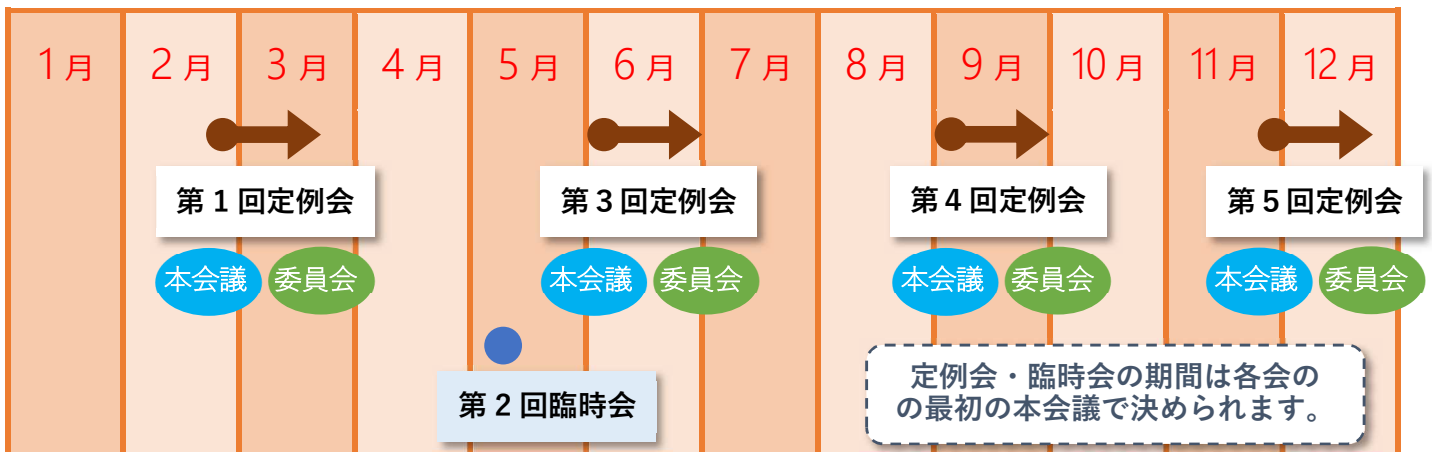 1月 2月 3月 4月 5月 6月 7月 8月 9月 10月 11月 12月
第1回定例会 第3回定例会 第4回定例会 第5回定例会
本会議 委員会 本会議 委員会 本会議 委員会 本会議 委員会
第2回臨時会
定例会・臨時会の期間は各会の
の最初の本会議で決められます。